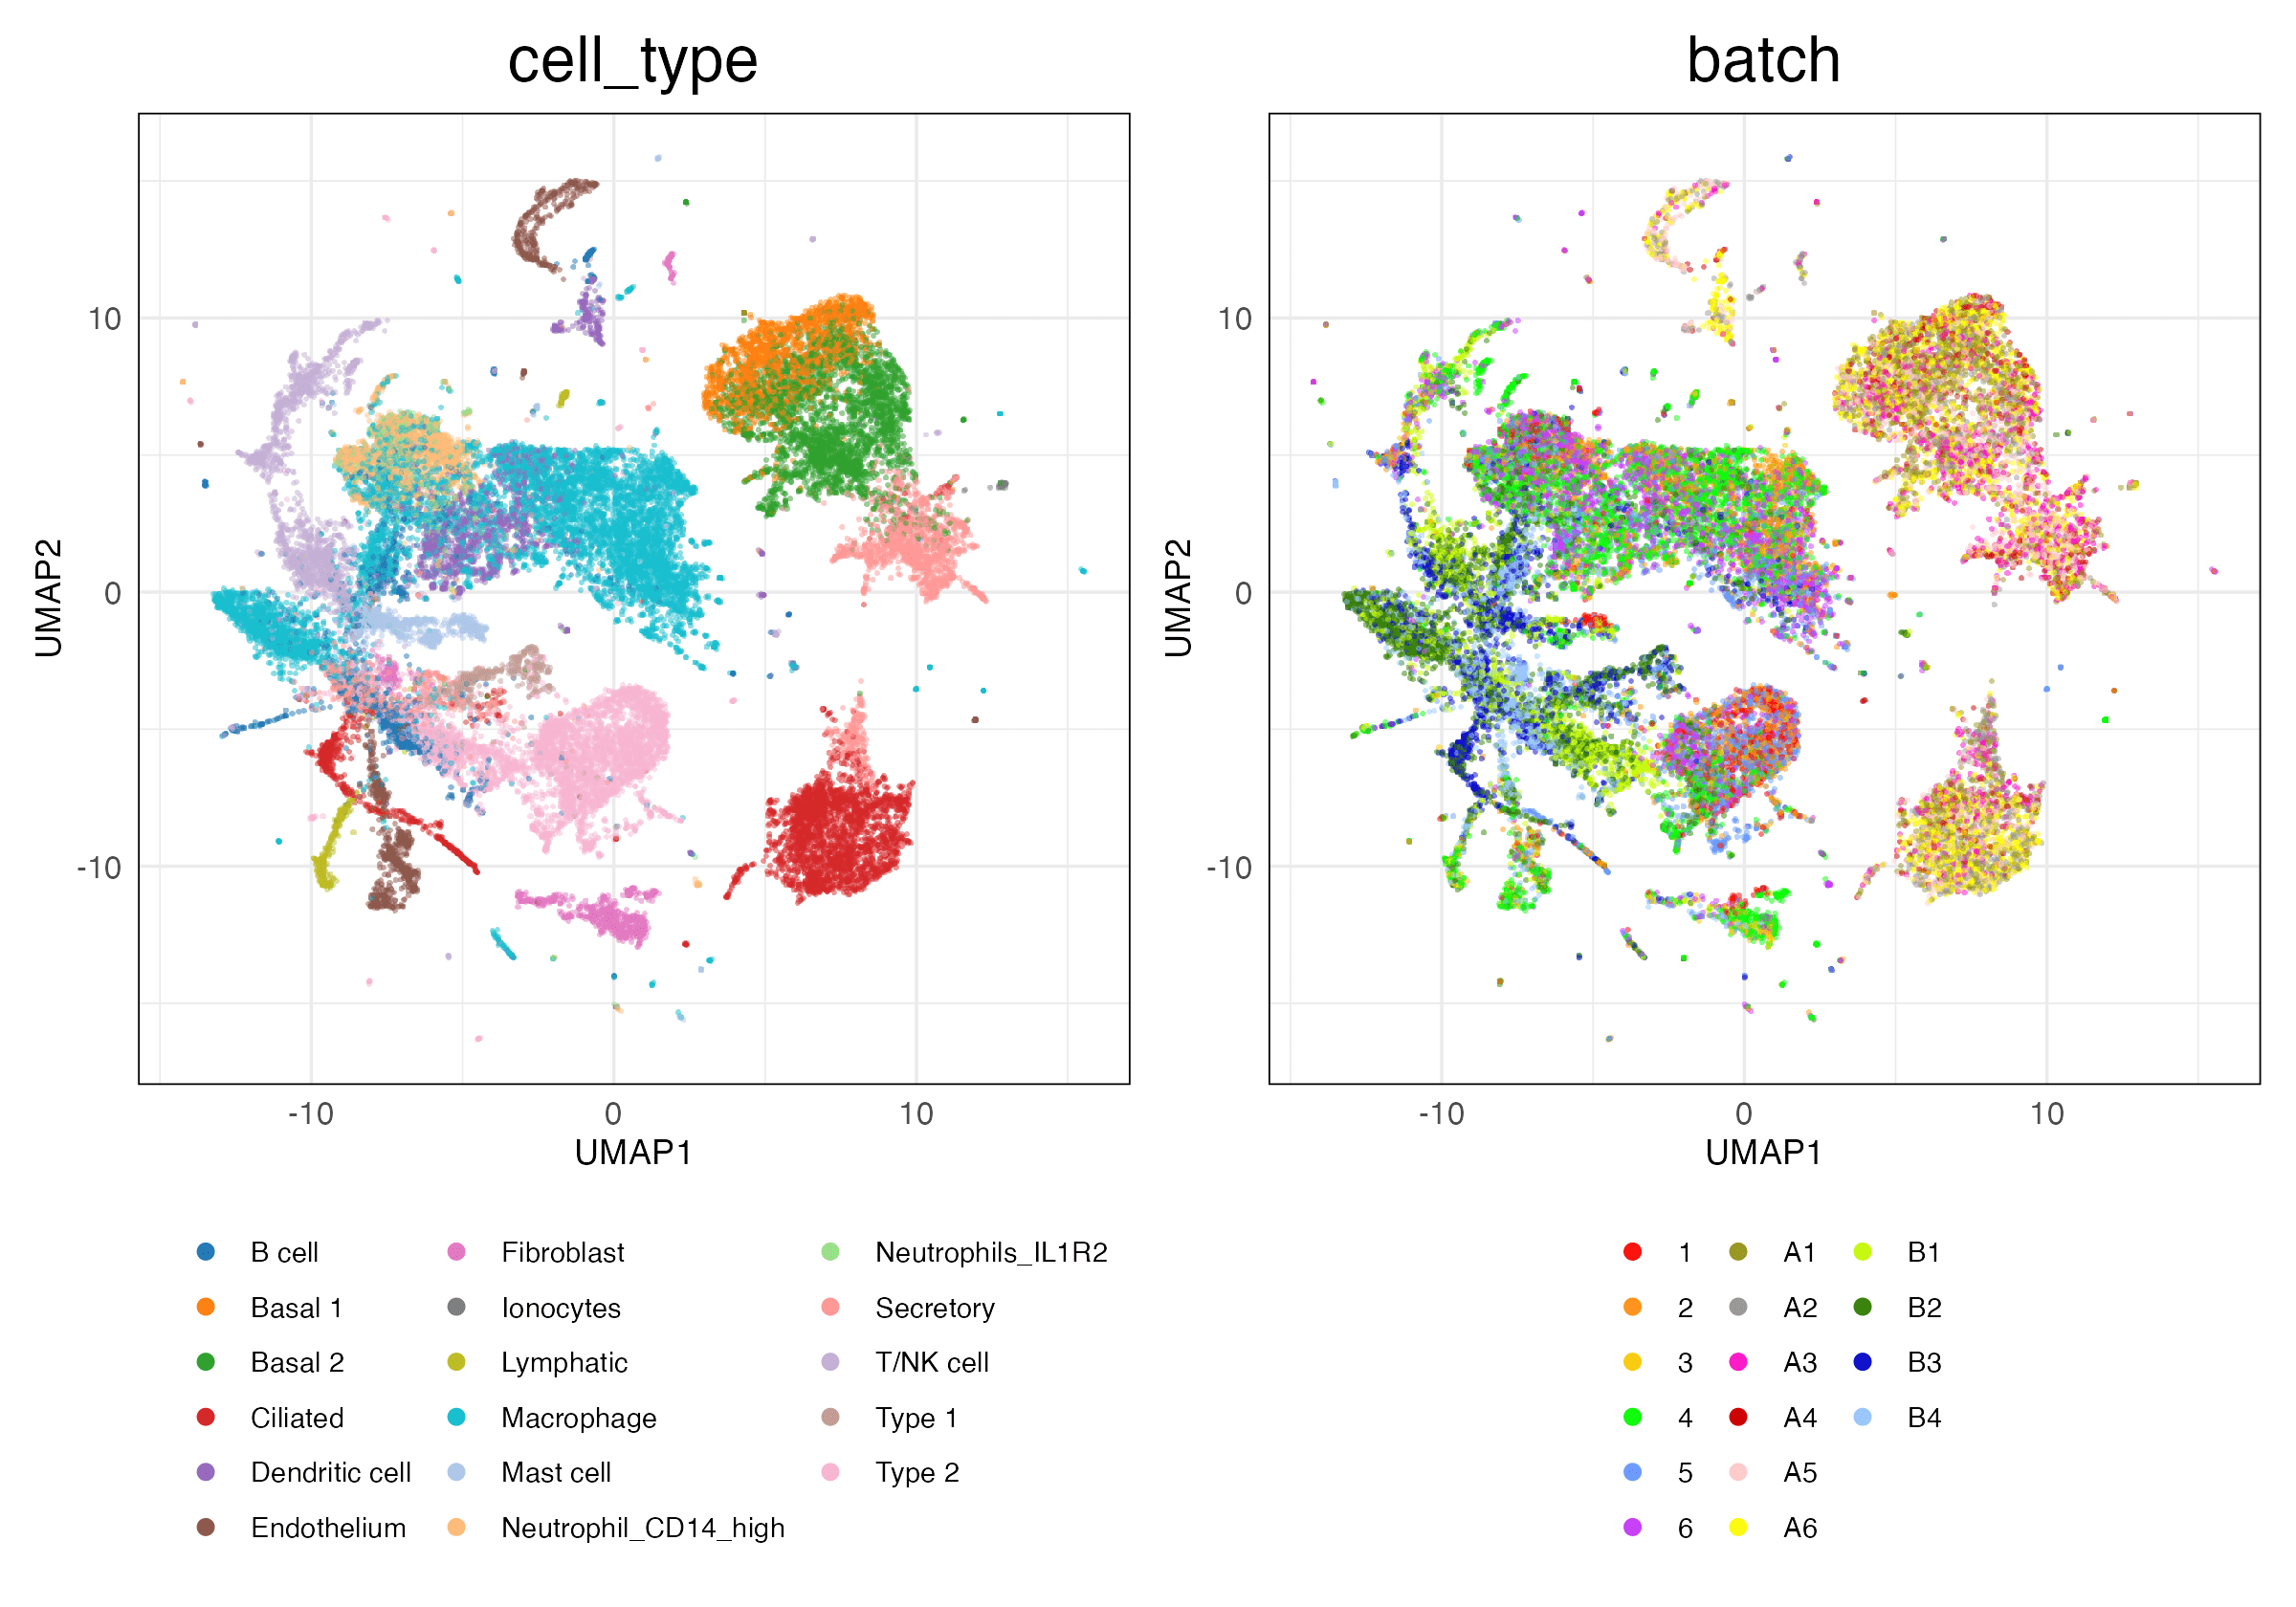 cell_type
10
0
-10
UMAP2
-10 0 10
UMAP1
B cell
Basal 1
Basal 2
Ciliated
Dendritic cell
Endothelium
Fibroblast
Ionocytes
Lymphatic
Macrophage
Mast cell
Neutrophil_CD14_high
Neutrophils_IL1R2
Secretory
T/NK cell
Type 1
Type 2
batch
10
0
-10
UMAP2
-10 0 10
UMAP1
1
2
3
4
5
6
A1
A2
A3
A4
A5
A6
B1
B2
B3
B4